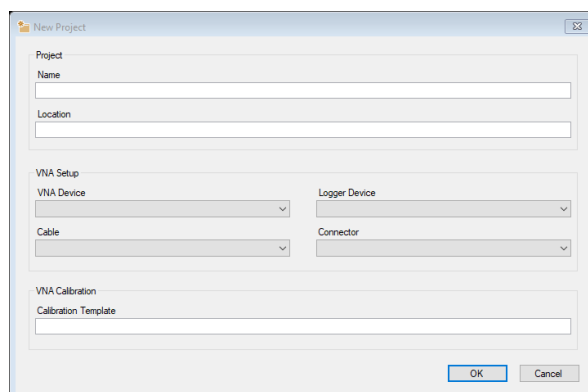 New Project
Project
Name
Location
VNA Setup
VNA Device
Logger Device
Cable
Connector
VNA Calibration
Calibration Template
OK
Cancel